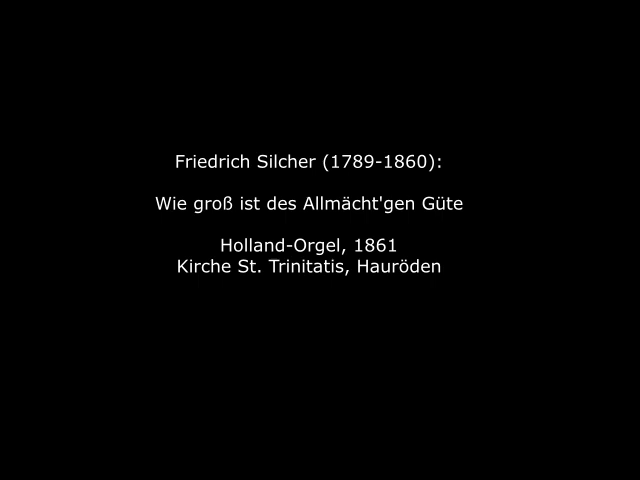 Friedrich Silcher (1789-1860):
Wie groß ist des Allmächt'gen Güte
Holland-Orgel, 1861
Kirche St. Trinitatis, Hauröden